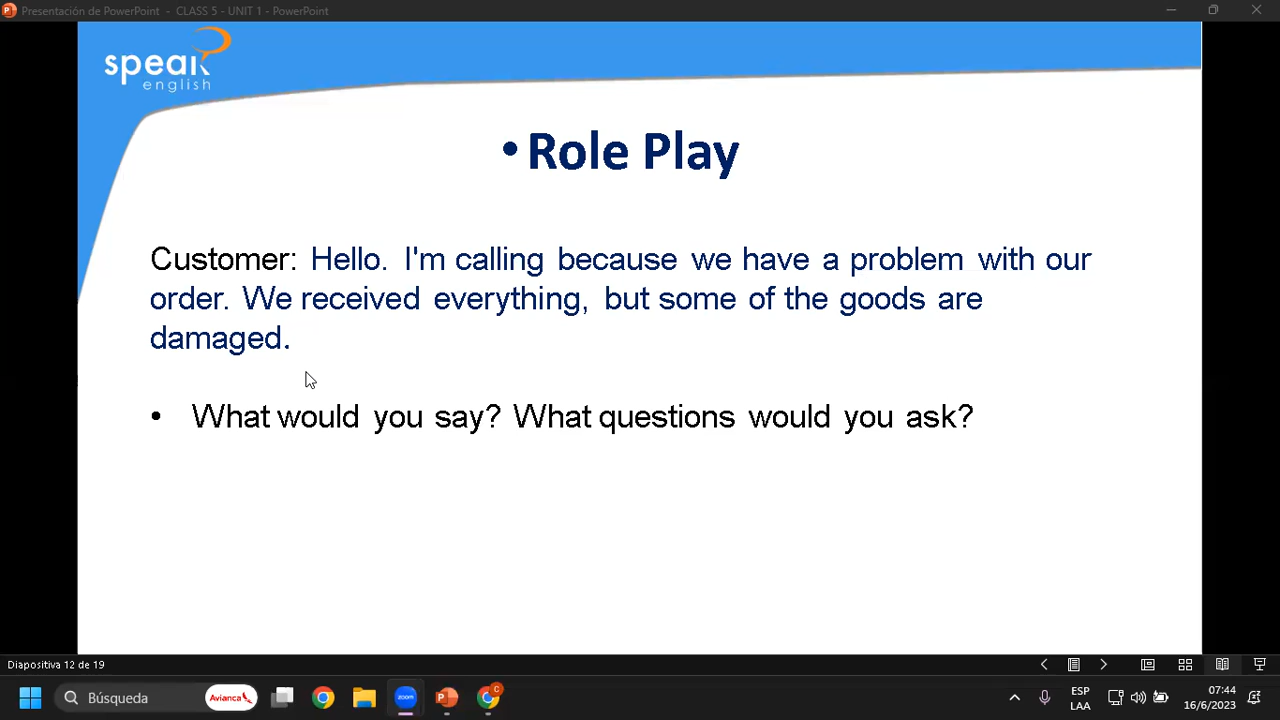 Presentación de PowerPoint - CLASS 5 - UNIT 1 - PowerPoint
speak
english
• Role Play
Customer: Hello. I'm calling because we have a problem with our
order. We received everything, but some of the goods are
damaged.
• What would you say? What questions would you ask?
Diapositiva 12 de 19
Búsqueda
Avianca
C
ESP
LAA
07:44
16/6/2023
zoom